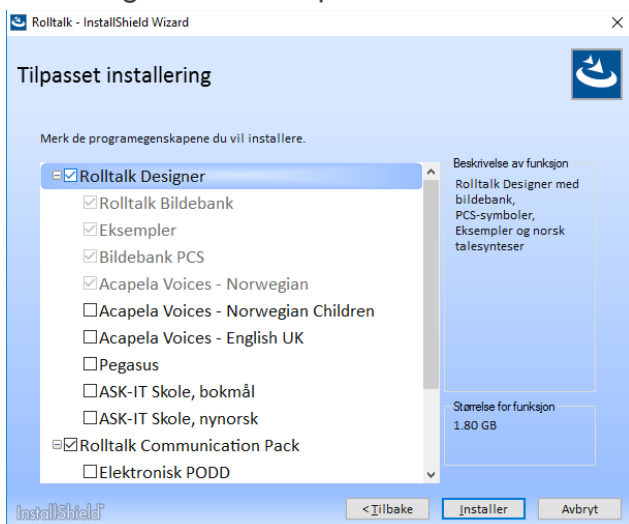 Rolltalk - InstallShield Wizard
Tilpasset installering
Merk de programegenskapene du vil installere.
Rolltalk Designer
Rolltalk Bildebank
Eksempler
Bildebank PCS
Acapela Voices - Norwegian
Acapela Voices - Norwegian Children
Acapela Voices - English UK
Pegasus
ASK-IT Skole, bokmål
ASK-IT Skole, nynorsk
Rolltalk Communication Pack
Elektronisk PODD
Beskrivelse av funksjon
Rolltalk Designer med
bildebank,
PCS-symboler,
Eksempler og norsk
talesynteser
Størrelse for funksjon
1.80 GB
InstallShield
< Tilbake
Installer
Avbryt